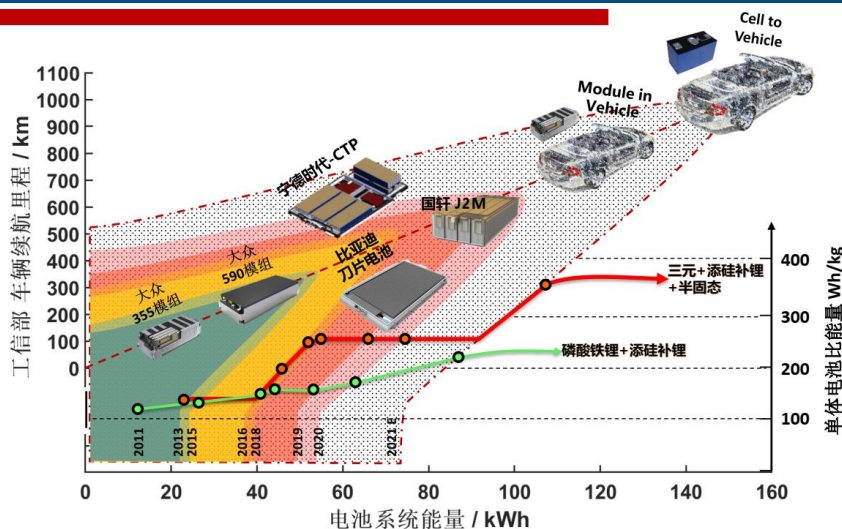 Cell to
Vehicle
Module in
Vehicle
宁德时代-CTP
国轩 J2M
大众
590模组
比亚迪
刀片电池
大众
355模组
工信部 车辆续航里程 / km
1100
1000
900
800
700
600
500
400
300
200
100
0
单体电池比能量 Wh/kg
400
300
200
100
0
三元+添硅补锂
+半固态
磷酸铁锂+添硅补锂
2011
2013
2015
2016
2018
2019
2020
2021 E
0
20
40
60
80
100
120
140
160
电池系统能量 / kWh